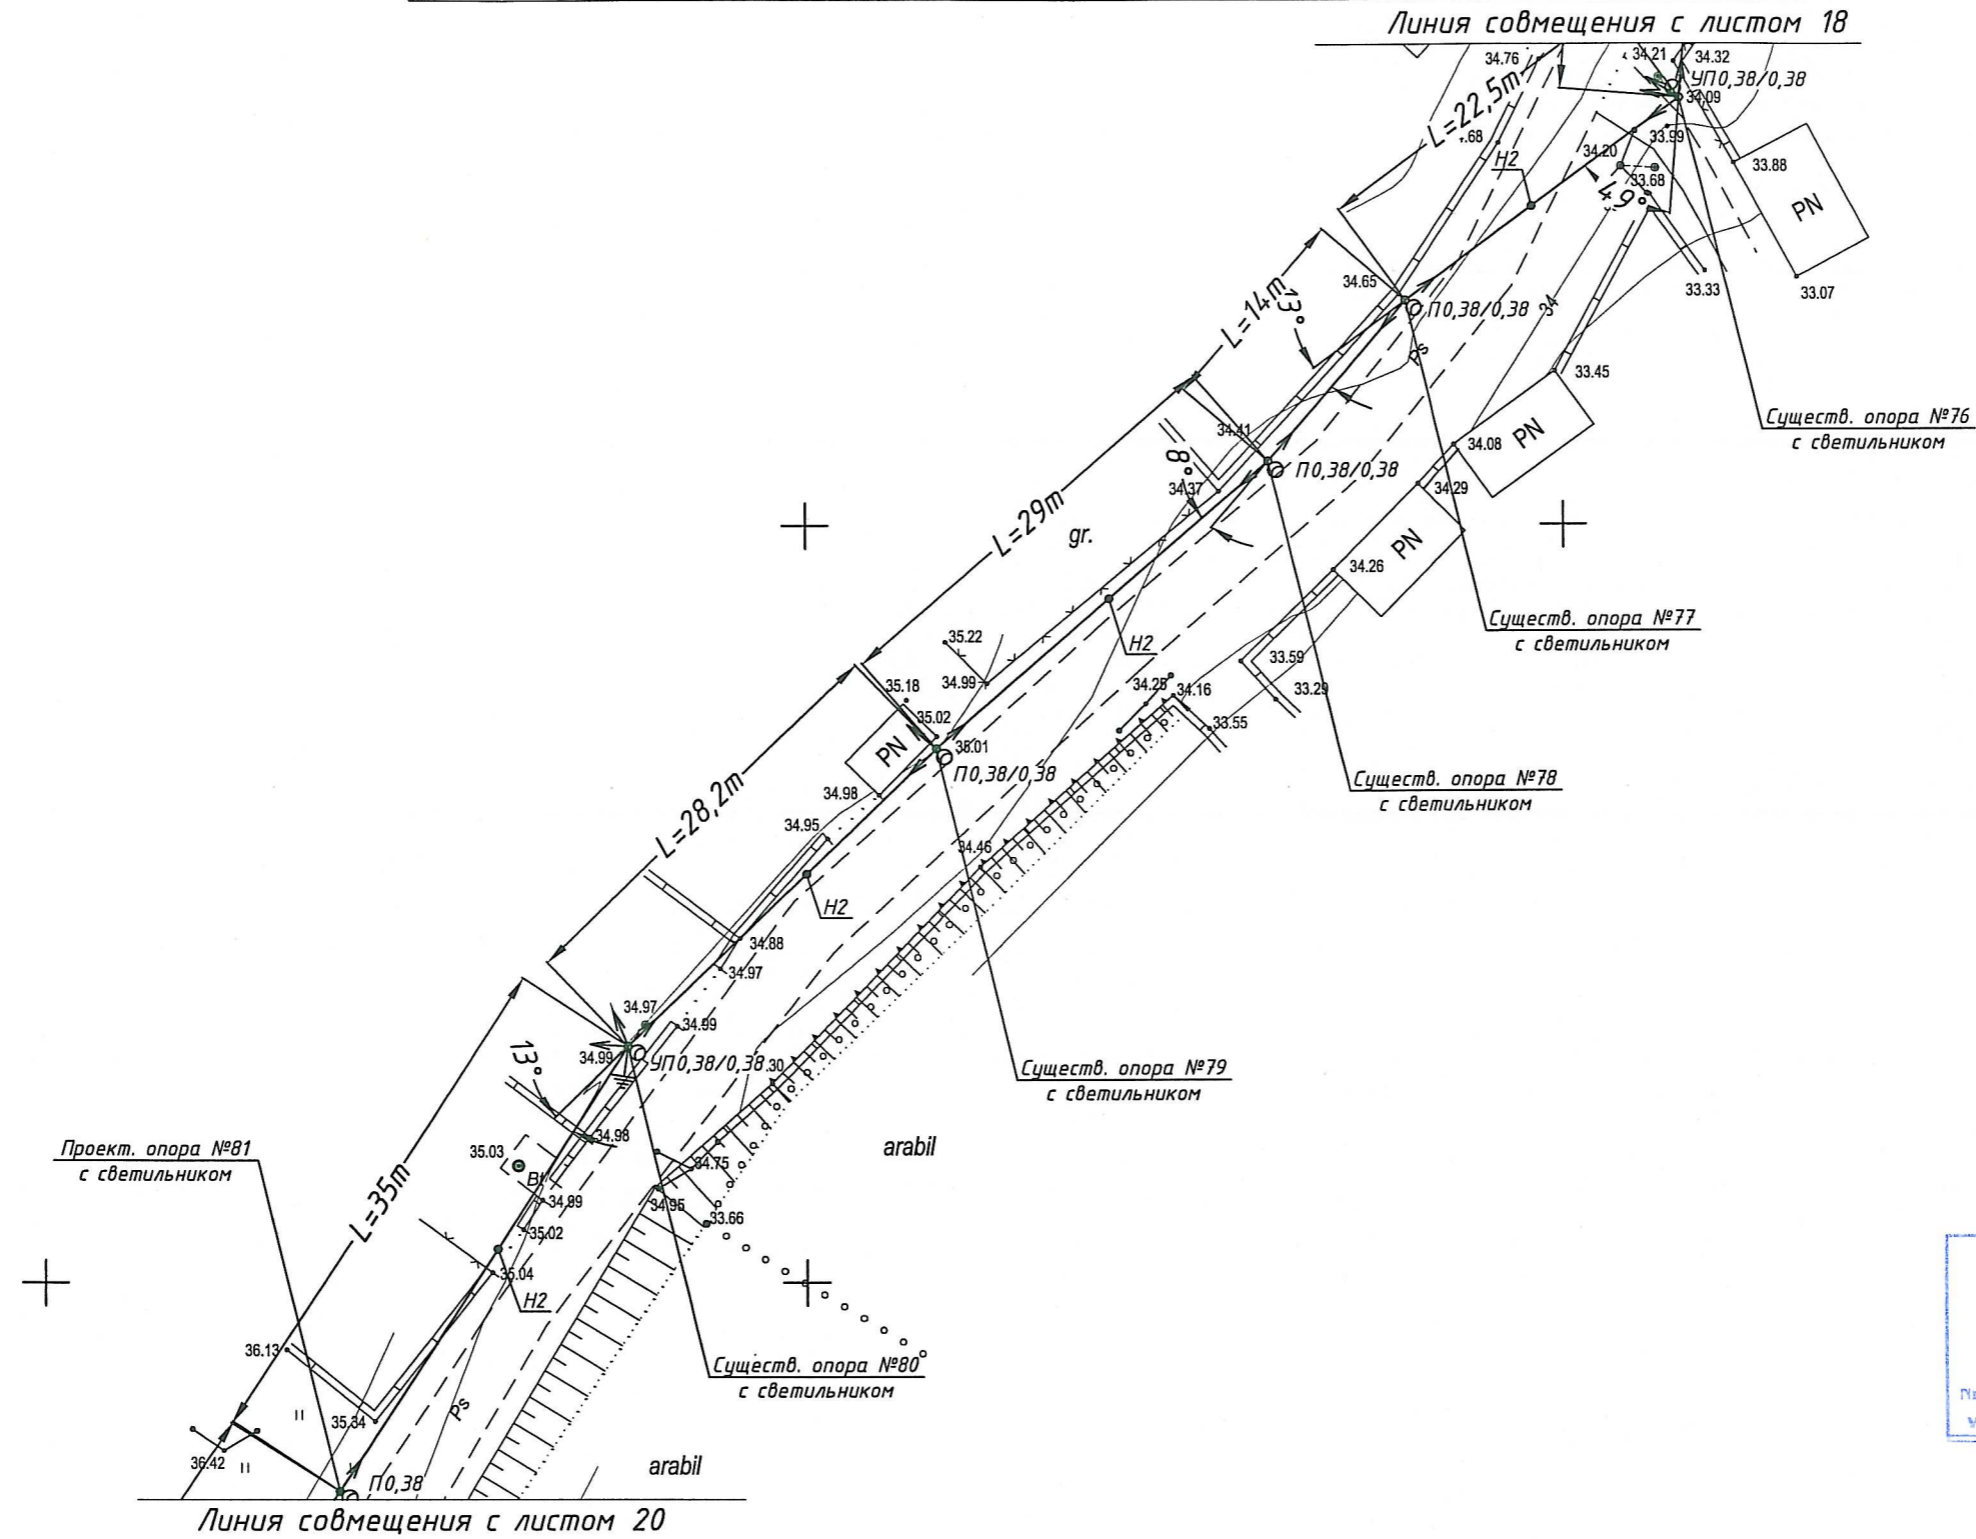 Линия совмещения с листом 18
34.76
34.21
34.32
УП0,38/0,38
34.09
L=22,5m
33.99
34.20
33.88
H2
33.68
49°
PN
33.33
33.07
34.65
П0,38/0,38
34
L=14m
13°
Ps
33.45
Существ. опора №76
с светильником
34.41
8°
34.37
П0,38/0,38
PN
34.08
34.29
L=29m
gr.
PN
34.26
Существ. опора №77
с светильником
35.22
H2
34.99
33.59
33.29
35.18
34.25
34.16
35.02
33.55
PN
35.01
П0,38/0,38
Существ. опора №78
с светильником
34.98
L=28,2m
34.95
34.46
H2
34.88
34.97
34.97
34.99
13°
34.99
УП0,38/0,38
30
Существ. опора №79
с светильником
34.98
35.03
Проект. опора №81
с светильником
arabil
34.75
34.99
34.95
33.66
35.02
L=35m
35.04
H2
36.13
Существ. опора №80
с светильником
35.34
Ps
36.42
arabil
П0,38
Линия совмещения с листом 20